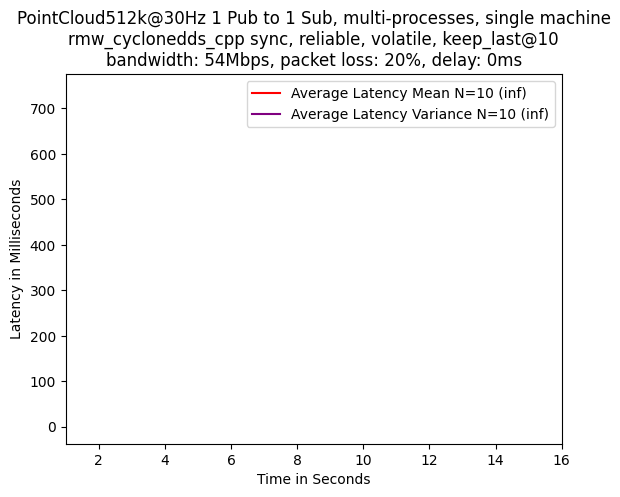 PointCloud512k@30Hz 1 Pub to 1 Sub, multi-processes, single machine
rmw_cyclonedds_cpp sync, reliable, volatile, keep_last@10
bandwidth: 54Mbps, packet loss: 20%, delay: 0ms
Average Latency Mean N=10 (inf)
Average Latency Variance N=10 (inf)
Latency in Milliseconds
700
600
500
400
300
200
100
0
2 4 6 8 10 12 14 16
Time in Seconds